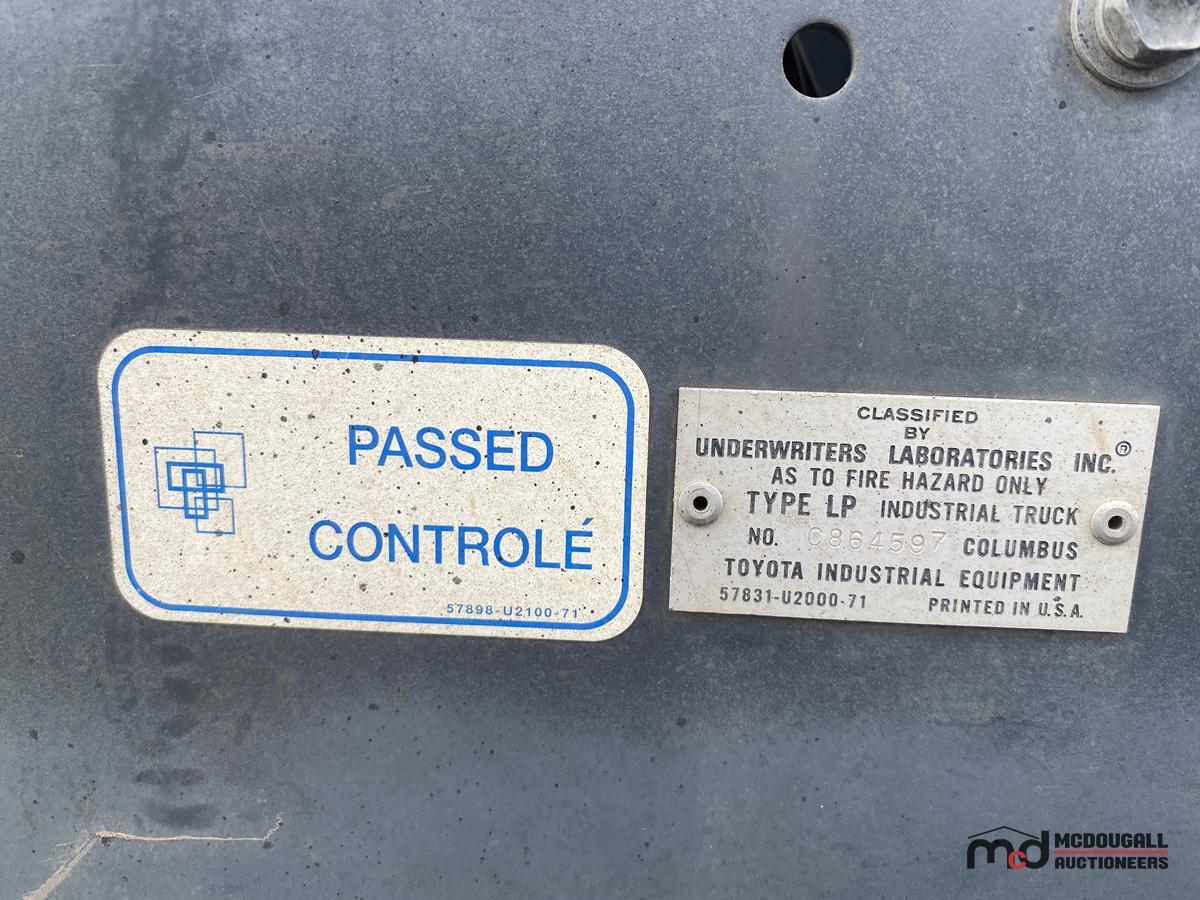 PASSED
CONTROLÉ
57898-U2100-71
CLASSIFIED
BY
UNDERWRITERS LABORATORIES INC.®
AS TO FIRE HAZARD ONLY
TYPE LP INDUSTRIAL TRUCK
NO. C864597 COLUMBUS
TOYOTA INDUSTRIAL EQUIPMENT
57831-U2000-71 PRINTED IN U.S.A.
mcd MCDOUGALL
AUCTIONEERS